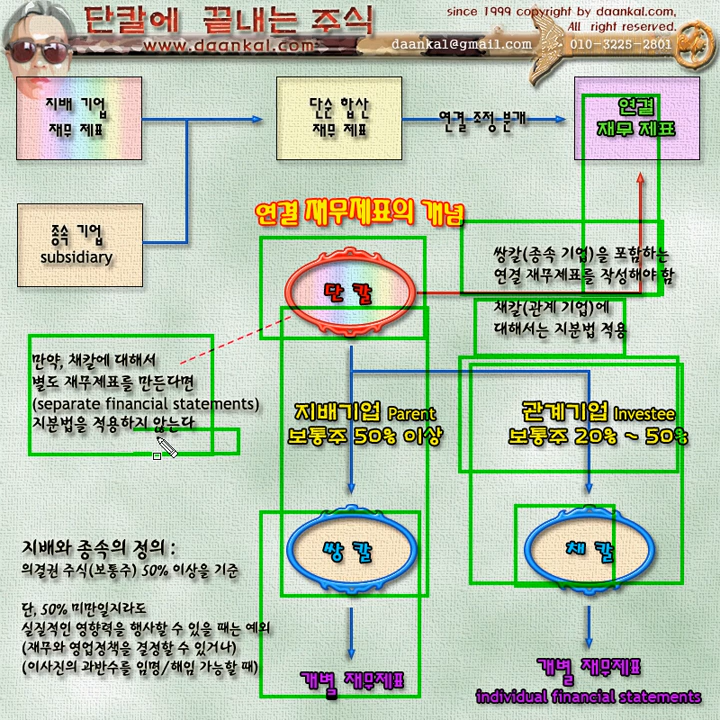 단칼에 끝내는 주식
www.daankal.com
since 1999 copyright by daankal.com,
All right reserved.
daankal@gmail.com
010-3225-2801
지배 기업
재무 제표
단순 합산
재무 제표
연결 조정 분개
연결
재무 제표
종속 기업
subsidiary
연결 재무제표의 개념
단 칼
쌍칼(종속 기업)을 포함하는
연결 재무제표를 작성해야 함
채칼(관계 기업)에
대해서는 지분법 적용
만약, 채칼에 대해서
별도 재무제표를 만든다면
(separate financial statements)
지분법을 적용하지 않는다
지배기업 Parent
보통주 50% 이상
관계기업 Investee
보통주 20% ~ 50%
쌍 칼
채 칼
지배와 종속의 정의 :
의결권 주식(보통주) 50% 이상을 기준
단, 50% 미만일지라도
실질적인 영향력을 행사할 수 있을 때는 예외
(재무와 영업정책을 결정할 수 있거나)
(이사진의 과반수를 임명/해임 가능할 때)
개별 재무제표
개별 재무제표
individual financial statements